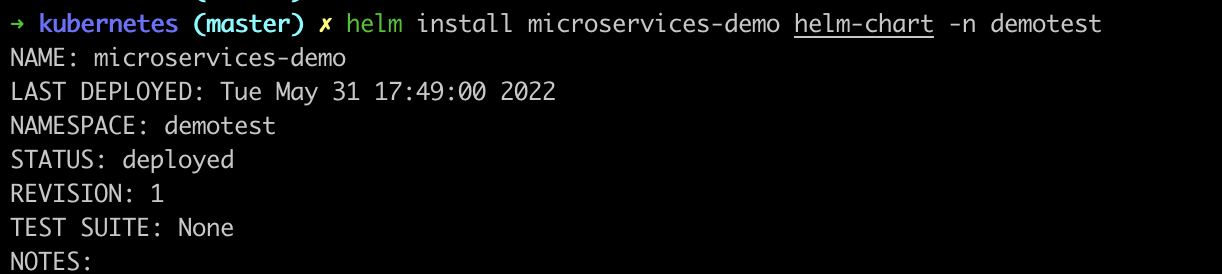 → kubernetes (master) ✗ helm install microservices-demo helm-chart -n demotest
NAME: microservices-demo
LAST DEPLOYED: Tue May 31 17:49:00 2022
NAMESPACE: demotest
STATUS: deployed
REVISION: 1
TEST SUITE: None
NOTES: